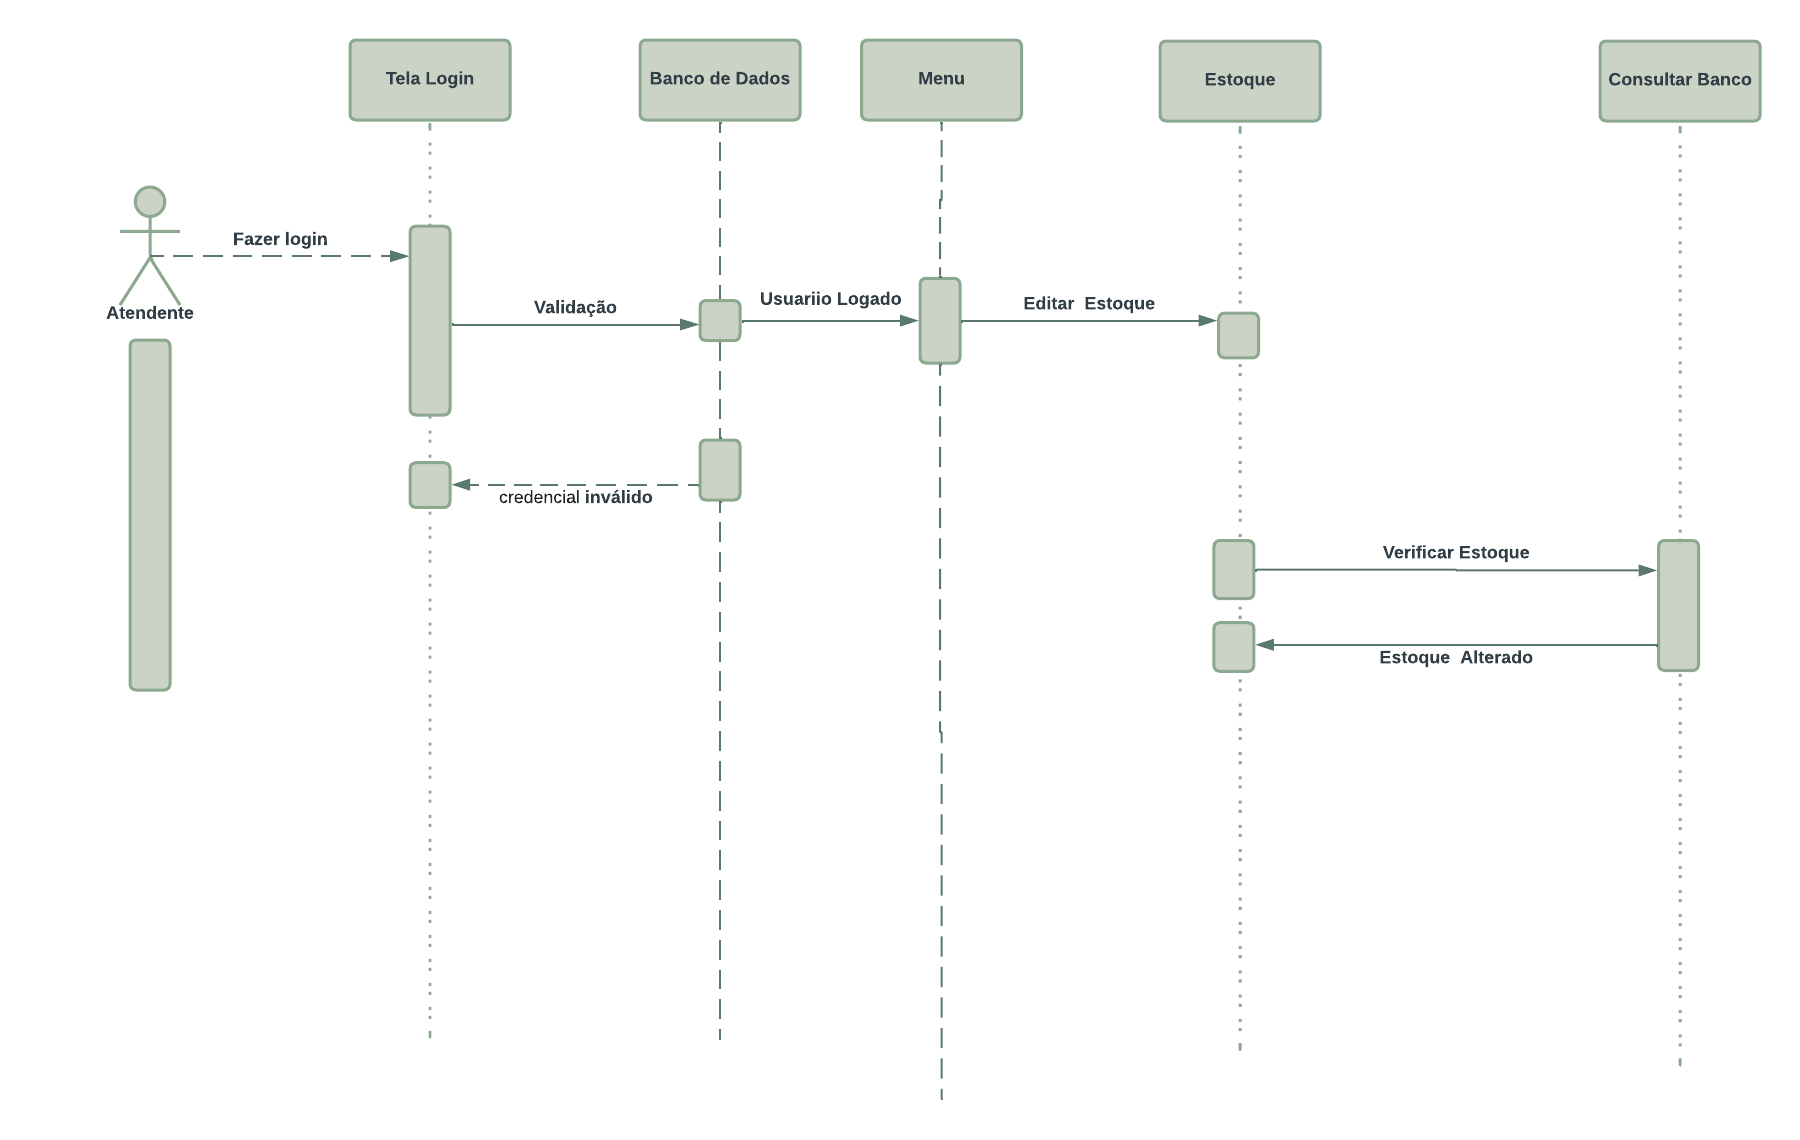 Tela Login
Banco de Dados
Menu
Estoque
Consultar Banco
Fazer login
Atendente
Validação
Usuariio Logado
Editar  Estoque
credencial inválido
Verificar Estoque
Estoque  Alterado